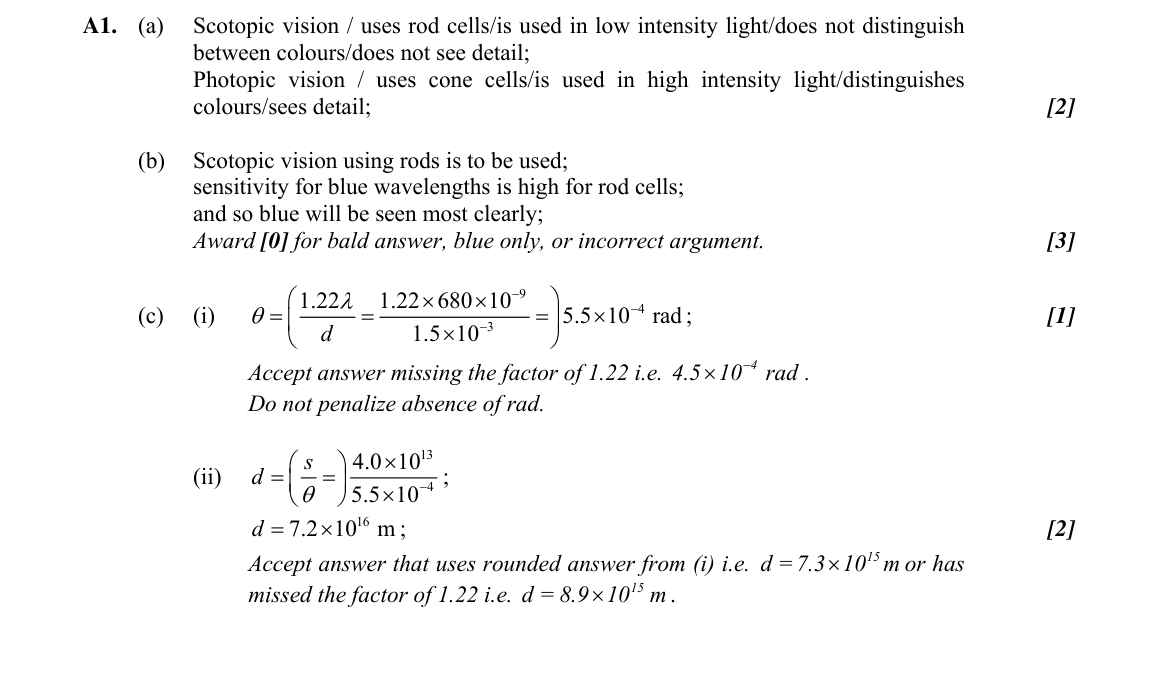 A1. (a) Scotopic vision / uses rod cells/is used in low intensity light/does not distinguish
between colours/does not see detail;
Photopic vision / uses cone cells/is used in high intensity light/distinguishes
colours/sees detail; [2]
(b) Scotopic vision using rods is to be used;
sensitivity for blue wavelengths is high for rod cells;
and so blue will be seen most clearly;
Award [0] for bald answer, blue only, or incorrect argument. [3]
(c) (i) θ = (1.22λ/d = 1.22×680×10⁻⁹/1.5×10⁻³ =) 5.5×10⁻⁴ rad; [1]
Accept answer missing the factor of 1.22 i.e. 4.5×10⁻⁴ rad.
Do not penalize absence of rad.
(ii) d = (s/θ =) 4.0×10¹³/5.5×10⁻⁴;
d = 7.2×10¹⁶ m; [2]
Accept answer that uses rounded answer from (i) i.e. d = 7.3×10¹⁵ m or has
missed the factor of 1.22 i.e. d = 8.9×10¹⁵ m.